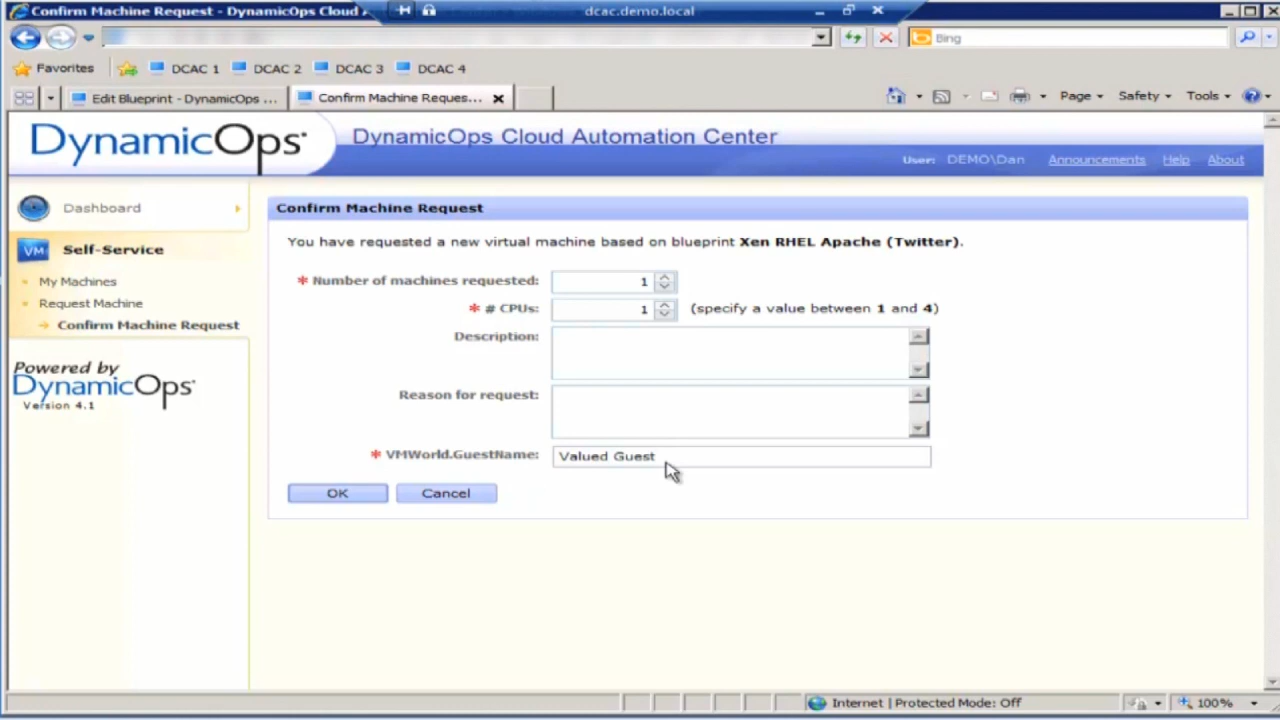 Confirm Machine Request - DynamicOps Cloud
dcac.demo.local
Bing
Favorites DCAC 1 DCAC 2 DCAC 3 DCAC 4
Edit Blueprint - DynamicOps ... Confirm Machine Reques... Page Safety Tools
DynamicOps DynamicOps Cloud Automation Center
User: DEMO\Dan Announcements Help About
Dashboard
Self-Service
My Machines
Request Machine
Confirm Machine Request
Powered by
DynamicOps
Version 4.1
Confirm Machine Request
You have requested a new virtual machine based on blueprint Xen RHEL Apache (Twitter).
* Number of machines requested: 1
* # CPUs: 1 (specify a value between 1 and 4)
Description:
Reason for request:
* VMWorld.GuestName: Valued Guest
OK Cancel
Internet | Protected Mode: Off 100%